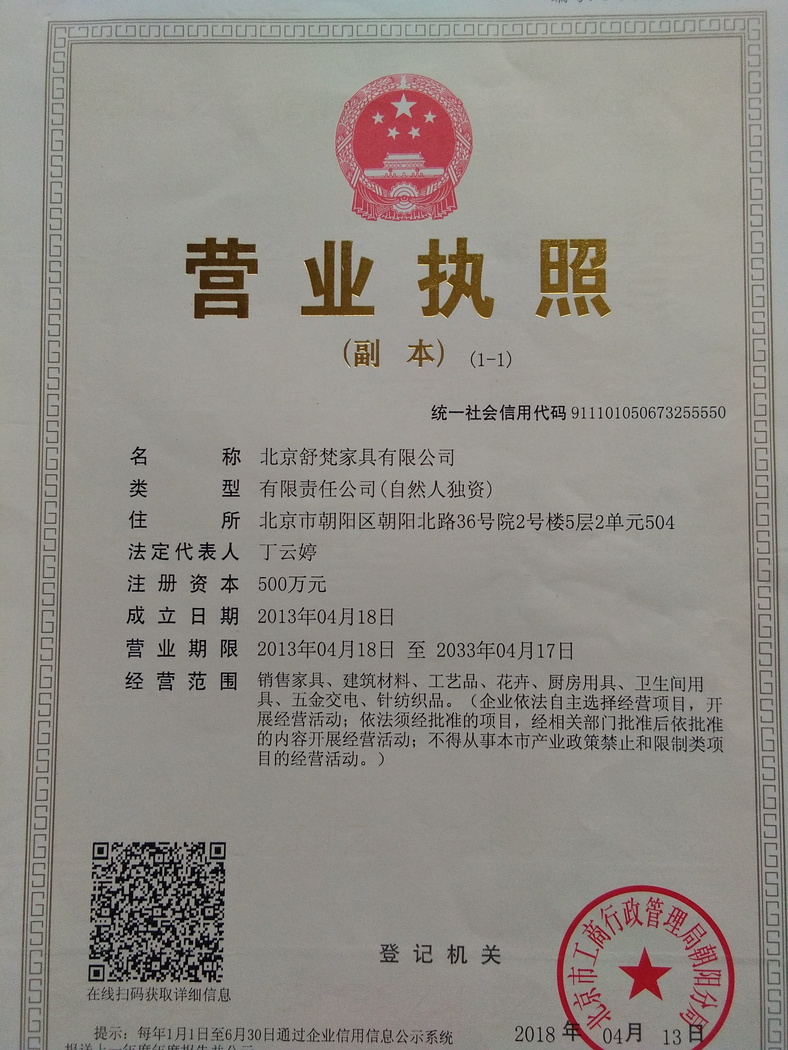 营业执照
(副 本) (1-1)
统一社会信用代码 911101050673255550
名 称 北京舒梵家具有限公司
类 型 有限责任公司(自然人独资)
住 所 北京市朝阳区朝阳北路36号院2号楼5层2单元504
法定代表人 丁云婷
注册资本 500万元
成立日期 2013年04月18日
营业期限 2013年04月18日 至 2033年04月17日
经营范围 销售家具、建筑材料、工艺品、花卉、厨房用具、卫生间用
具、五金交电、针纺织品。（企业依法自主选择经营项目，开
展经营活动；依法须经批准的项目，经相关部门批准后依批准
的内容开展经营活动；不得从事本市产业政策禁止和限制类项
目的经营活动。）
登记机关
北京市工商行政管理局朝阳分局
在线扫码获取详细信息
2018年 04月 13日
提示：每年1月1日至6月30日通过企业信用信息公示系统
报送上一年度年度报告并公示